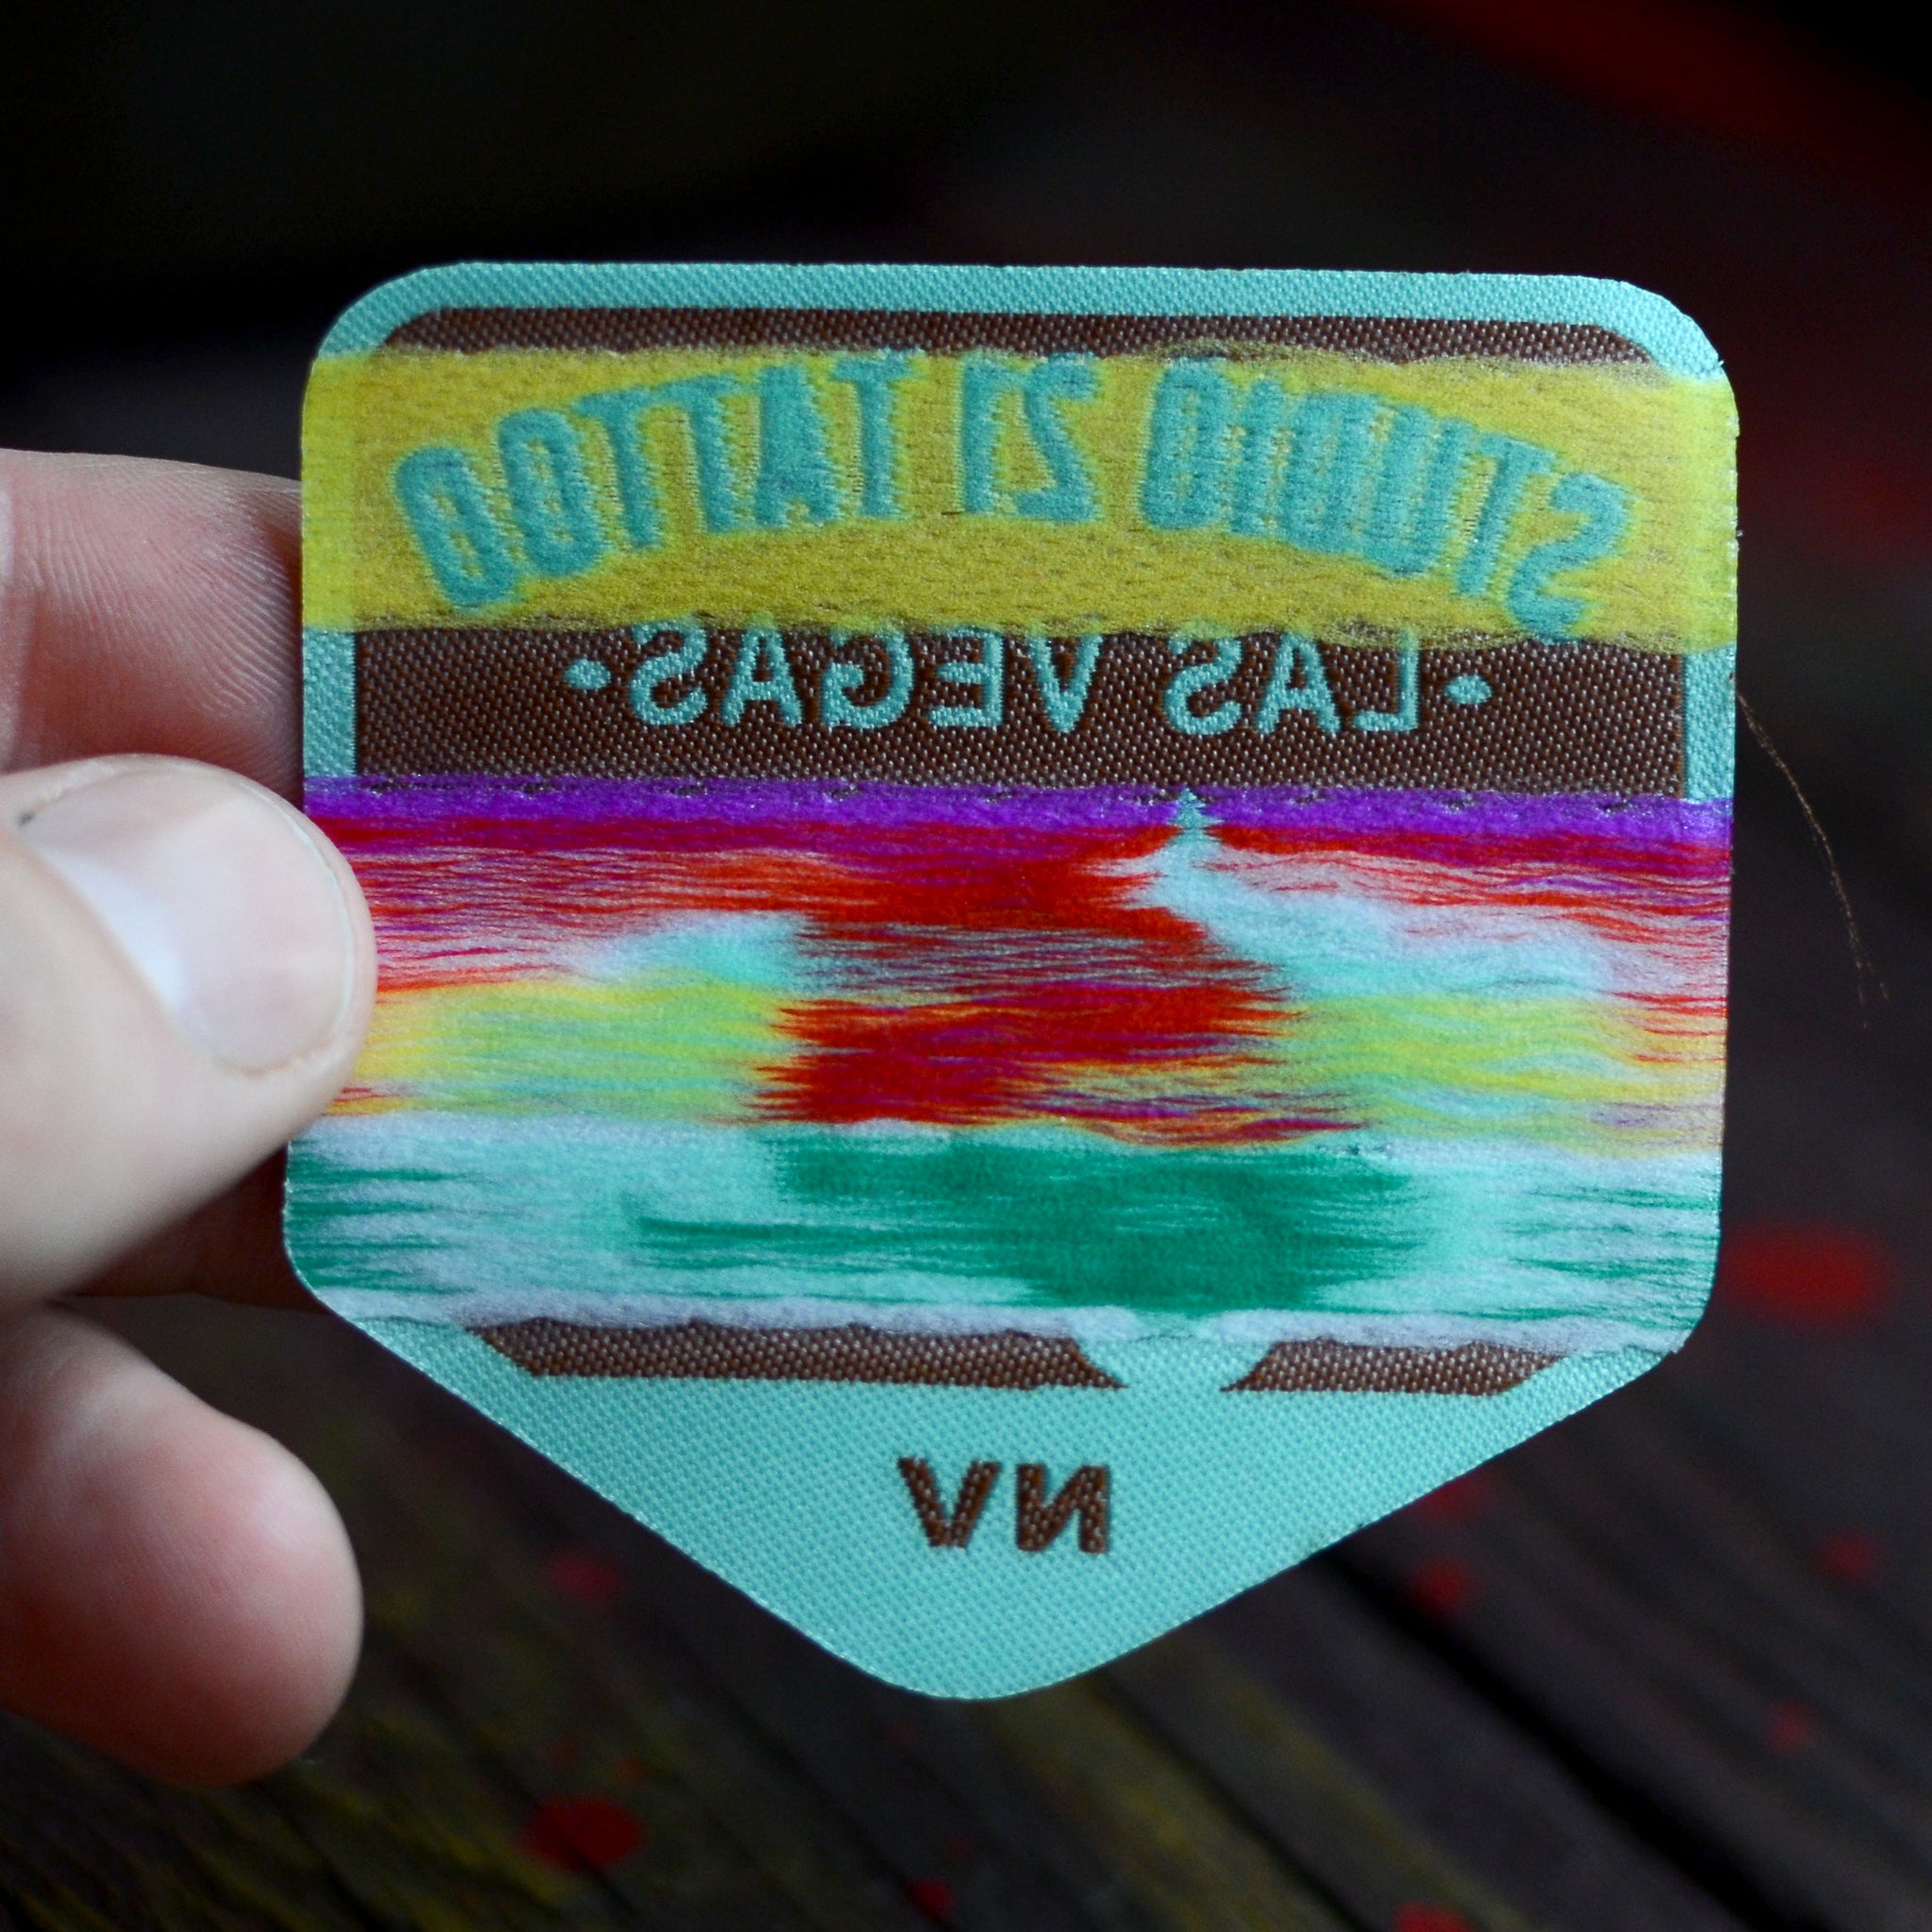 STUDIO 21 TATTOO
•LAS VEGAS•
NV